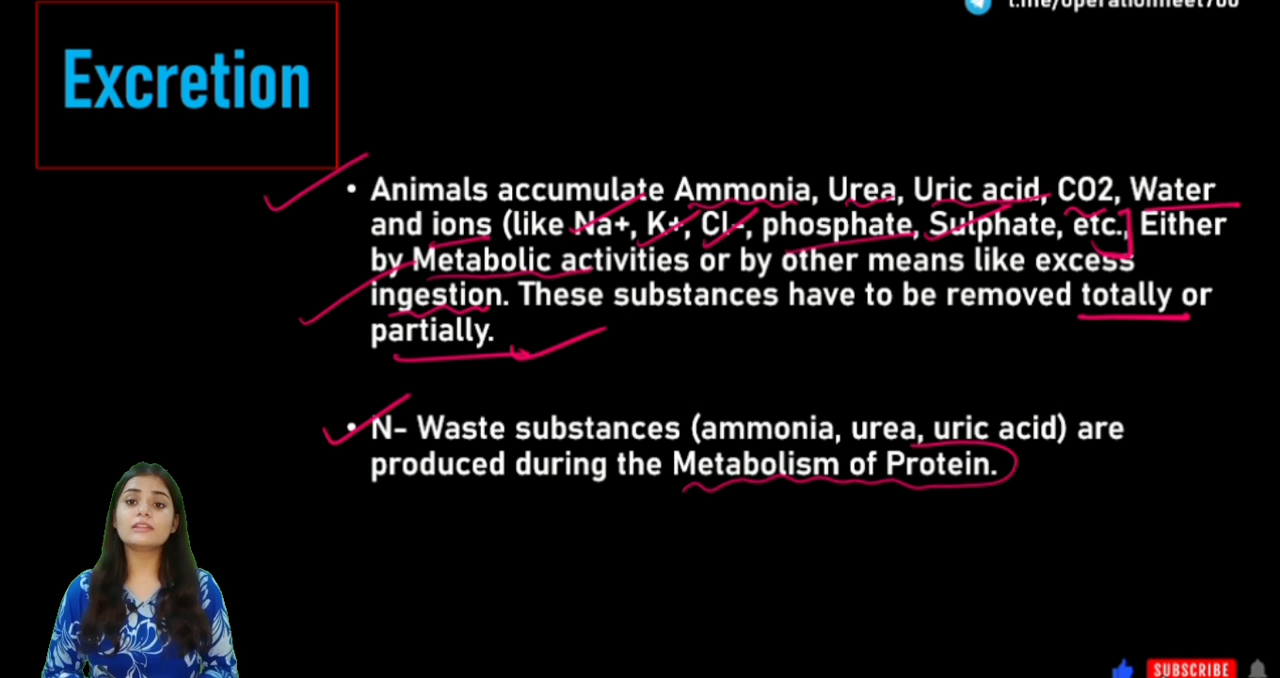 Excretion
• Animals accumulate Ammonia, Urea, Uric acid, CO2, Water
and ions (like Na+, K+, Cl-, phosphate, Sulphate, etc., Either
by Metabolic activities or by other means like excess
ingestion. These substances have to be removed totally or
partially.
• N- Waste substances (ammonia, urea, uric acid) are
produced during the Metabolism of Protein.
SUBSCRIBE